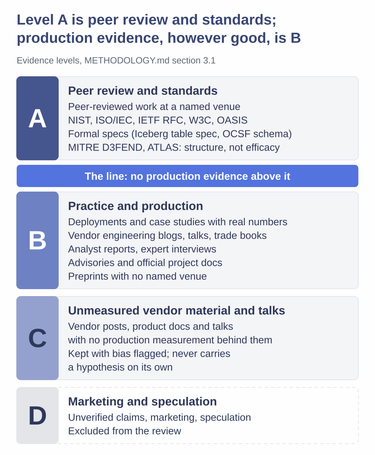 Level A is peer review and standards;
production evidence, however good, is B
Evidence levels, METHODOLOGY.md section 3.1
A
Peer review and standards
Peer-reviewed work at a named venue
NIST, ISO/IEC, IETF RFC, W3C, OASIS
Formal specs (Iceberg table spec, OCSF schema)
MITRE D3FEND, ATLAS: structure, not efficacy
The line: no production evidence above it
B
Practice and production
Deployments and case studies with real numbers
Vendor engineering blogs, talks, trade books
Analyst reports, expert interviews
Advisories and official project docs
Preprints with no named venue
C
Unmeasured vendor material and talks
Vendor posts, product docs and talks
with no production measurement behind them
Kept with bias flagged; never carries
a hypothesis on its own
D
Marketing and speculation
Unverified claims, marketing, speculation
Excluded from the review